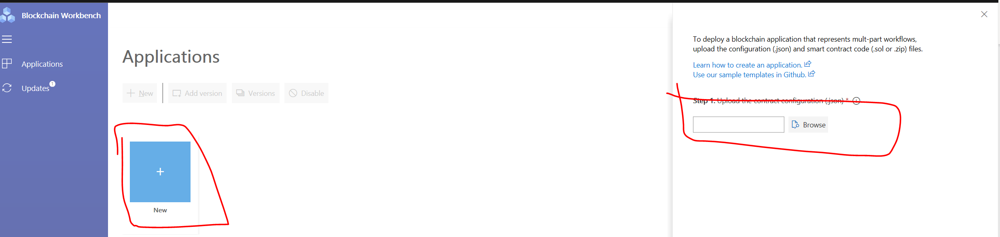 Blockchain Workbench
Applications
Updates 1
Applications
New
Add version
Versions
Disable
New
To deploy a blockchain application that represents mult-part workflows,
upload the configuration (.json) and smart contract code (.sol or .zip) files.
Learn how to create an application.
Use our sample templates in Github.
Step 1. Upload the contract configuration (.json) *
Browse